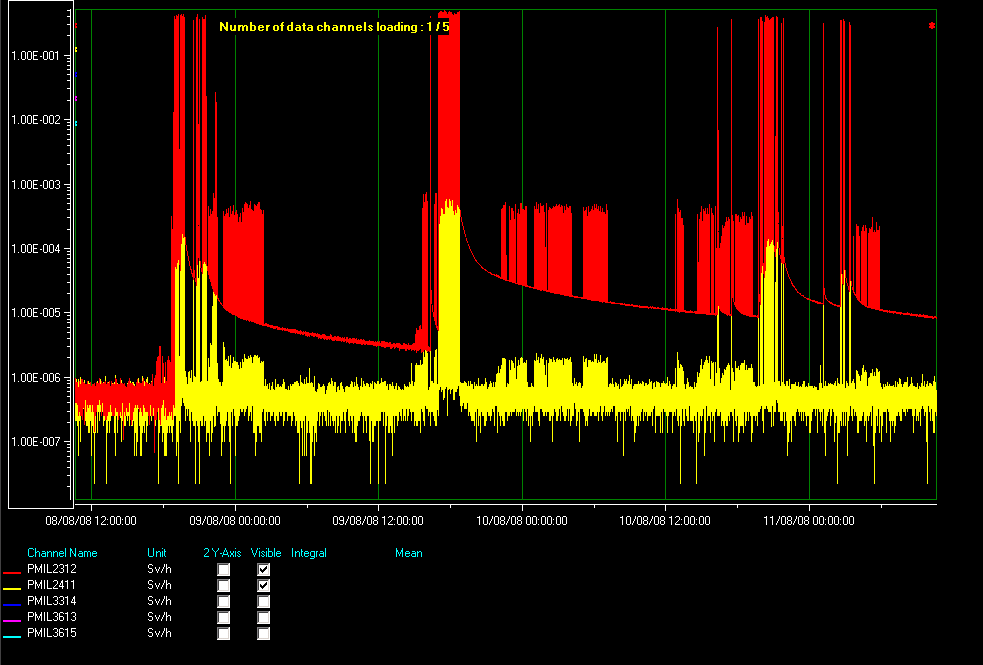 Number of data channels loading : 1 / 5
1.00E-001
1.00E-002
1.00E-003
1.00E-004
1.00E-005
1.00E-006
1.00E-007
08/08/08 12:00:00 09/08/08 00:00:00 09/08/08 12:00:00 10/08/08 00:00:00 10/08/08 12:00:00 11/08/08 00:00:00
Channel Name Unit 2 Y-Axis Visible Integral Mean
PMIL2312 Sv/h
PMIL2411 Sv/h
PMIL3314 Sv/h
PMIL3613 Sv/h
PMIL3615 Sv/h